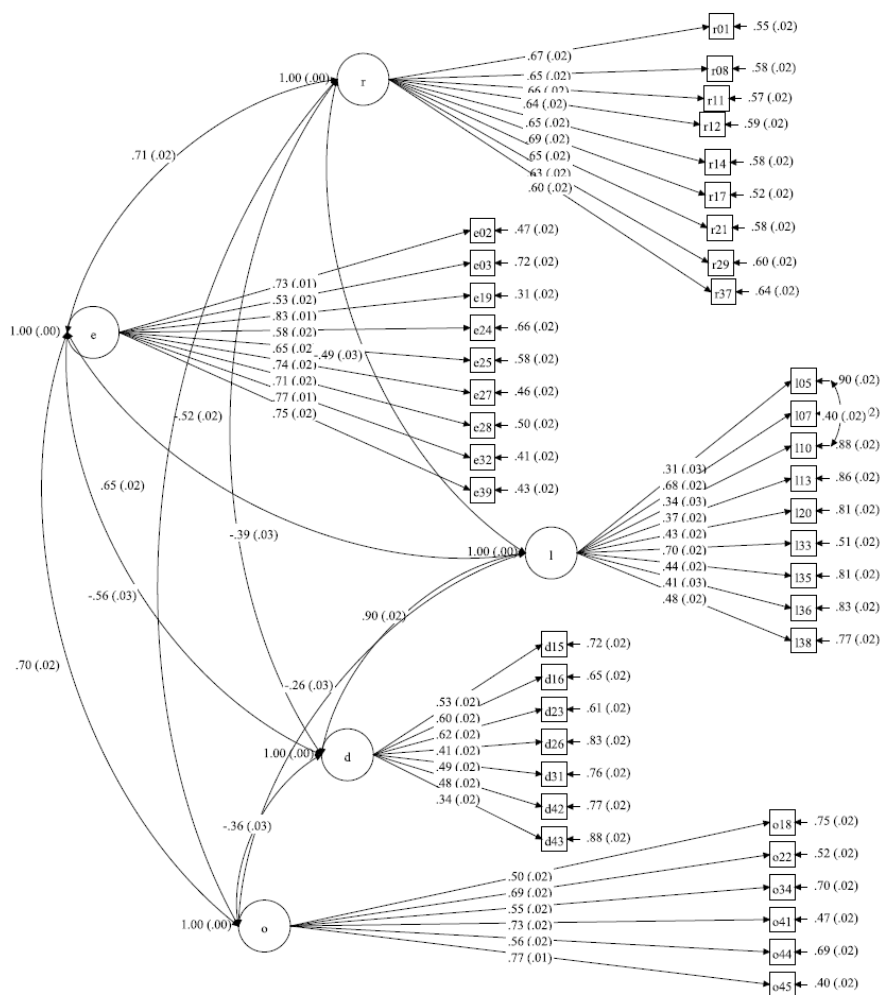 r01 .55 (.02)
1.00 (.00) r .67 (.02) r08 .58 (.02)
.65 (.02) r11 .57 (.02)
.66 (.02)
.64 (.02) r12 .59 (.02)
.65 (.02) r14 .58 (.02)
.71 (.02) .69 (.02)
.65 (.02) r17 .52 (.02)
.63 (.02)
.60 (.02) r21 .58 (.02)
e02 .47 (.02)
e03 .72 (.02) r29 .60 (.02)
.73 (.01) r37 .64 (.02)
.53 (.02) e19 .31 (.02)
.83 (.01)
1.00 (.00) e .58 (.02) e24 .66 (.02)
.65 (.02 -.49 (.03) e25 .58 (.02)
.74 (.02)
.71 (.02) e27 .46 (.02) l05 .90 (.02)
.77 (.01)
-.52 (.02) .75 (.02) e28 .50 (.02) l07 .40 (.02) 2)
e32 .41 (.02) l10 .88 (.02)
.65 (.02) e39 .43 (.02) .31 (.03) l13 .86 (.02)
.68 (.02)
.34 (.03) l20 .81 (.02)
.37 (.02)
-.39 (.03) .43 (.02) l33 .51 (.02)
1.00 (.00) l .70 (.02)
.44 (.02) l35 .81 (.02)
-.56 (.03) .41 (.03) l36 .83 (.02)
.90 (.02) .48 (.02)
l38 .77 (.02)
d15 .72 (.02)
.70 (.02) d16 .65 (.02)
-.26 (.03) .53 (.02) d23 .61 (.02)
.60 (.02)
.62 (.02)
1.00 (.00) d .41 (.02) d26 .83 (.02)
.49 (.02) d31 .76 (.02)
.48 (.02)
.34 (.02) d42 .77 (.02)
-.36 (.03) d43 .88 (.02) o18 .75 (.02)
.50 (.02) o22 .52 (.02)
.69 (.02)
.55 (.02) o34 .70 (.02)
1.00 (.00) o .73 (.02) o41 .47 (.02)
.56 (.02) o44 .69 (.02)
.77 (.01) o45 .40 (.02)